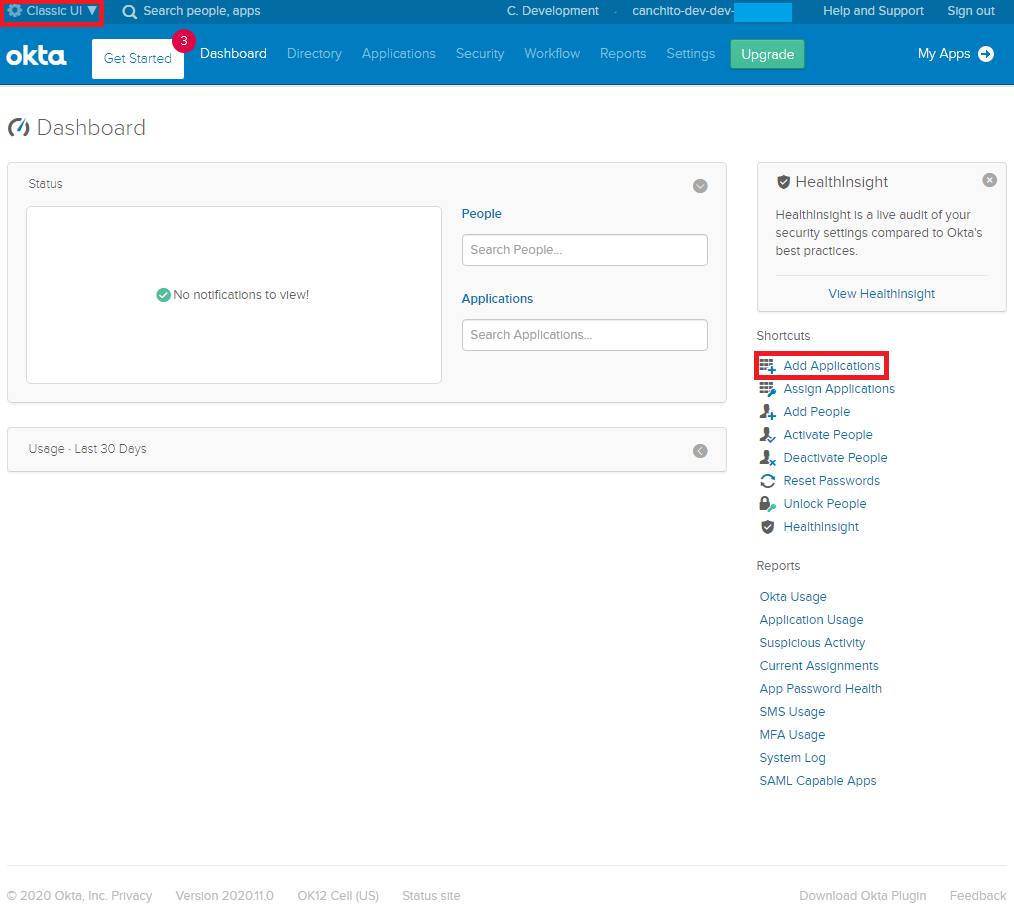 Classic UI ▼ Search people, apps C. Development · canchito-dev-dev- Help and Support Sign out
okta Get Started 3 Dashboard Directory Applications Security Workflow Reports Settings Upgrade My Apps
Dashboard
Status
No notifications to view!
People
Search People...
Applications
Search Applications...
Usage · Last 30 Days
HealthInsight
HealthInsight is a live audit of your
security settings compared to Okta's
best practices.
View HealthInsight
Shortcuts
Add Applications
Assign Applications
Add People
Activate People
Deactivate People
Reset Passwords
Unlock People
HealthInsight
Reports
Okta Usage
Application Usage
Suspicious Activity
Current Assignments
App Password Health
SMS Usage
MFA Usage
System Log
SAML Capable Apps
© 2020 Okta, Inc. Privacy Version 2020.11.0 OK12 Cell (US) Status site Download Okta Plugin Feedback